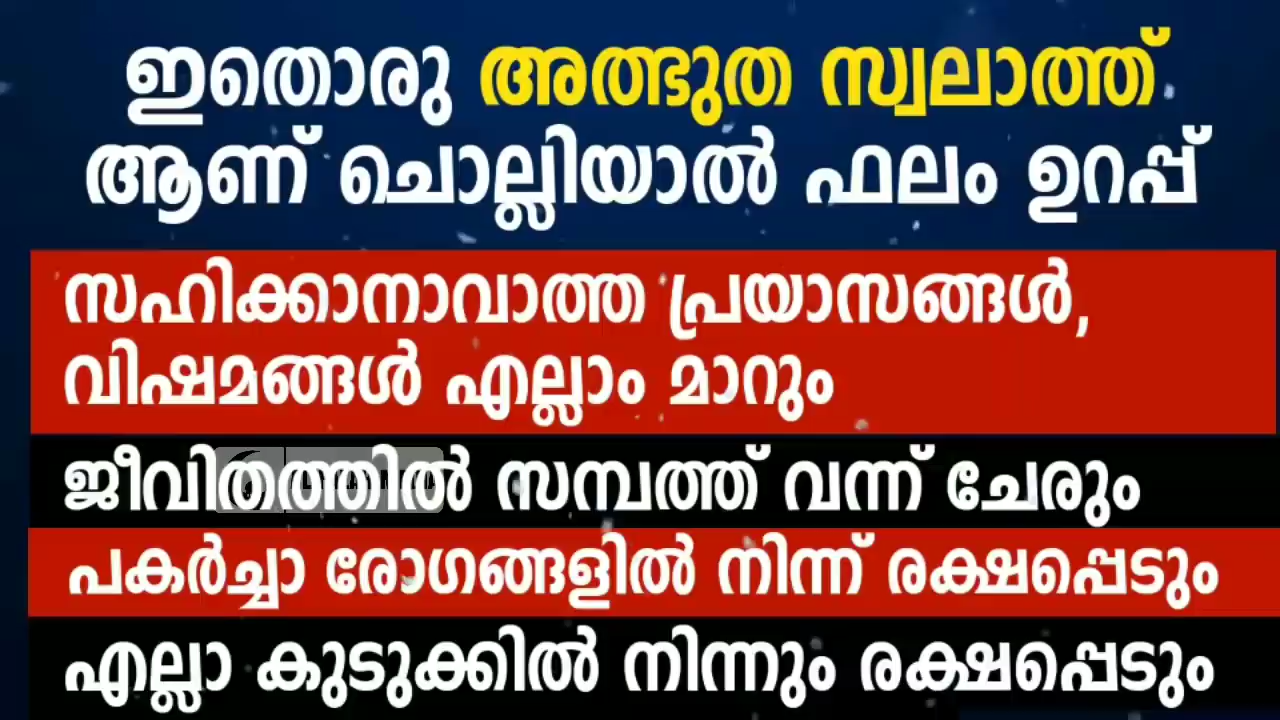 ഇതൊരു അത്ഭുത സ്വലാത്ത്
ആണ് ചൊല്ലിയാൽ ഫലം ഉറപ്പ്
സഹിക്കാനാവാത്ത പ്രയാസങ്ങൾ,
വിഷമങ്ങൾ എല്ലാം മാറും
ജീവിതത്തിൽ സമ്പത്ത് വന്ന് ചേരും
പകർച്ചാ രോഗങ്ങളിൽ നിന്ന് രക്ഷപ്പെടും
എല്ലാ കുടുക്കിൽ നിന്നും രക്ഷപ്പെടും